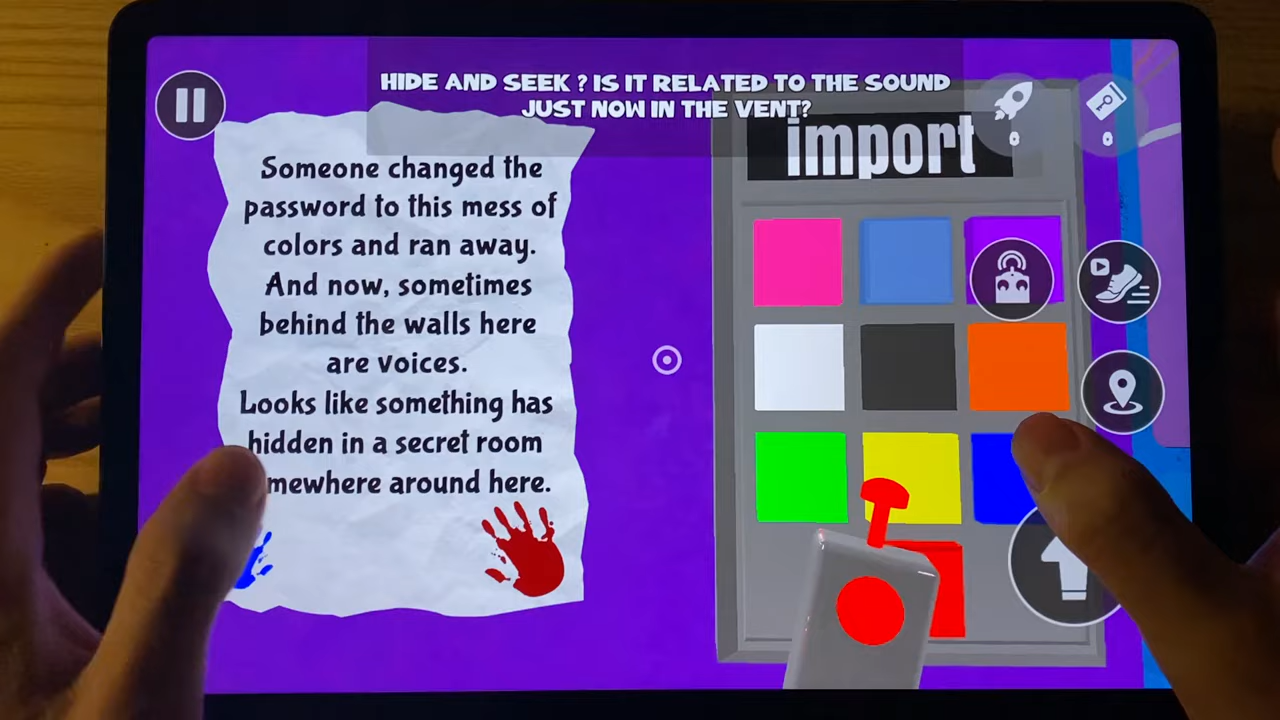 HIDE AND SEEK ? IS IT RELATED TO THE SOUND
JUST NOW IN THE VENT?
import
0
0
Someone changed the
password to this mess of
colors and ran away.
And now, sometimes
behind the walls here
are voices.
Looks like something has
hidden in a secret room
mewhere around here.